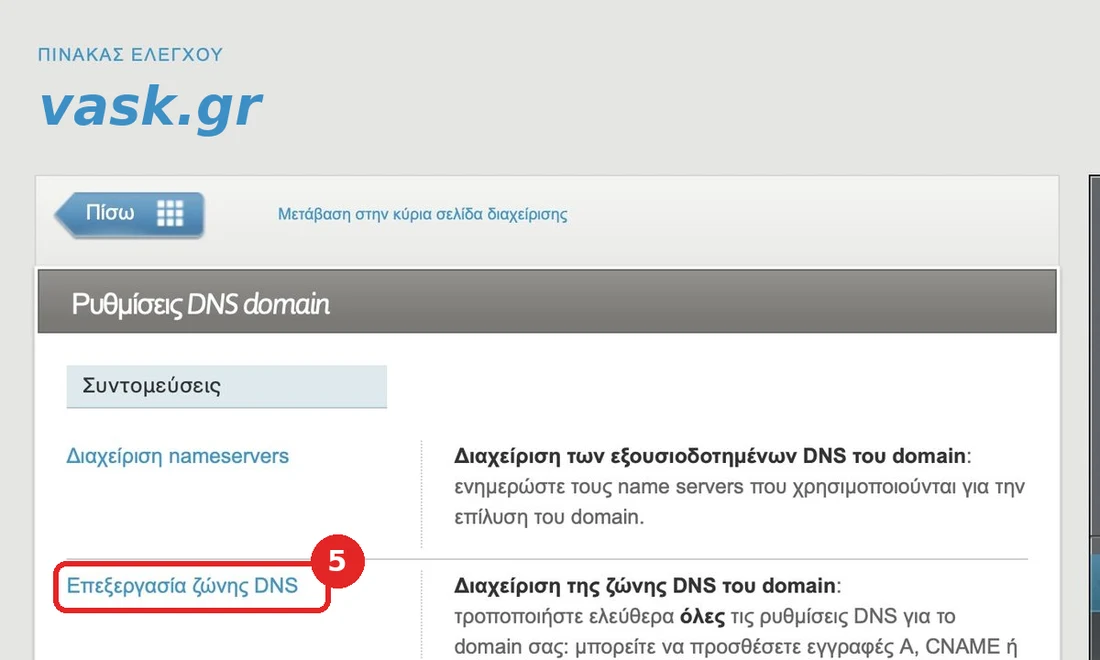 ΠΙΝΑΚΑΣ ΕΛΕΓΧΟΥ
vask.gr
Πίσω
Μετάβαση στην κύρια σελίδα διαχείρισης
Ρυθμίσεις DNS domain
Συντομεύσεις
Διαχείριση nameservers
Διαχείριση των εξουσιοδοτημένων DNS του domain:
ενημερώστε τους name servers που χρησιμοποιούνται για την
επίλυση του domain.
5
Επεξεργασία ζώνης DNS
Διαχείριση της ζώνης DNS του domain:
τροποποιήστε ελεύθερα όλες τις ρυθμίσεις DNS για το
domain σας: μπορείτε να προσθέσετε εγγραφές A, CNAME ή